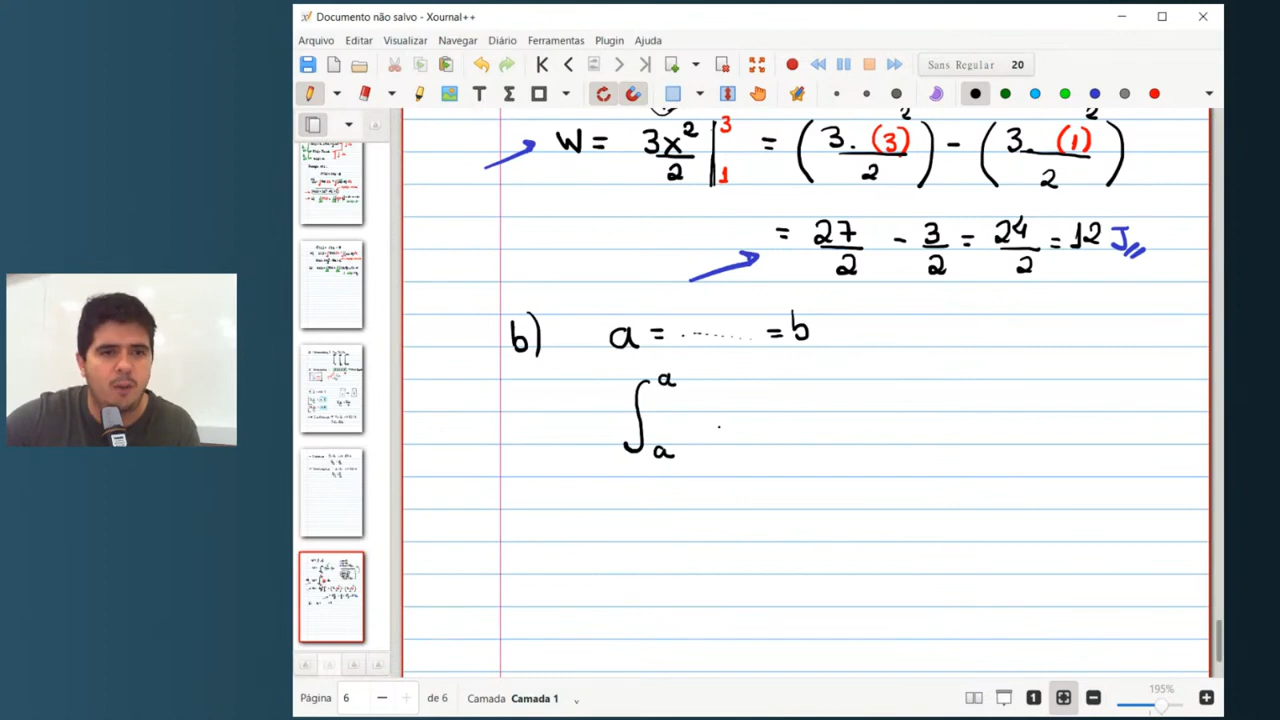 Documento não salvo - Xournal++
Arquivo Editar Visualizar Navegar Diário Ferramentas Plugin Ajuda
Sans Regular 20
W = 3x²/2 |₁³ = (3.(3)²/2) - (3.(1)²/2)
= 27/2 - 3/2 = 24/2 = 12 J
b) a = ........ = b
∫ₐᵃ
Página 6 de 6 Camada Camada 1 1 195%